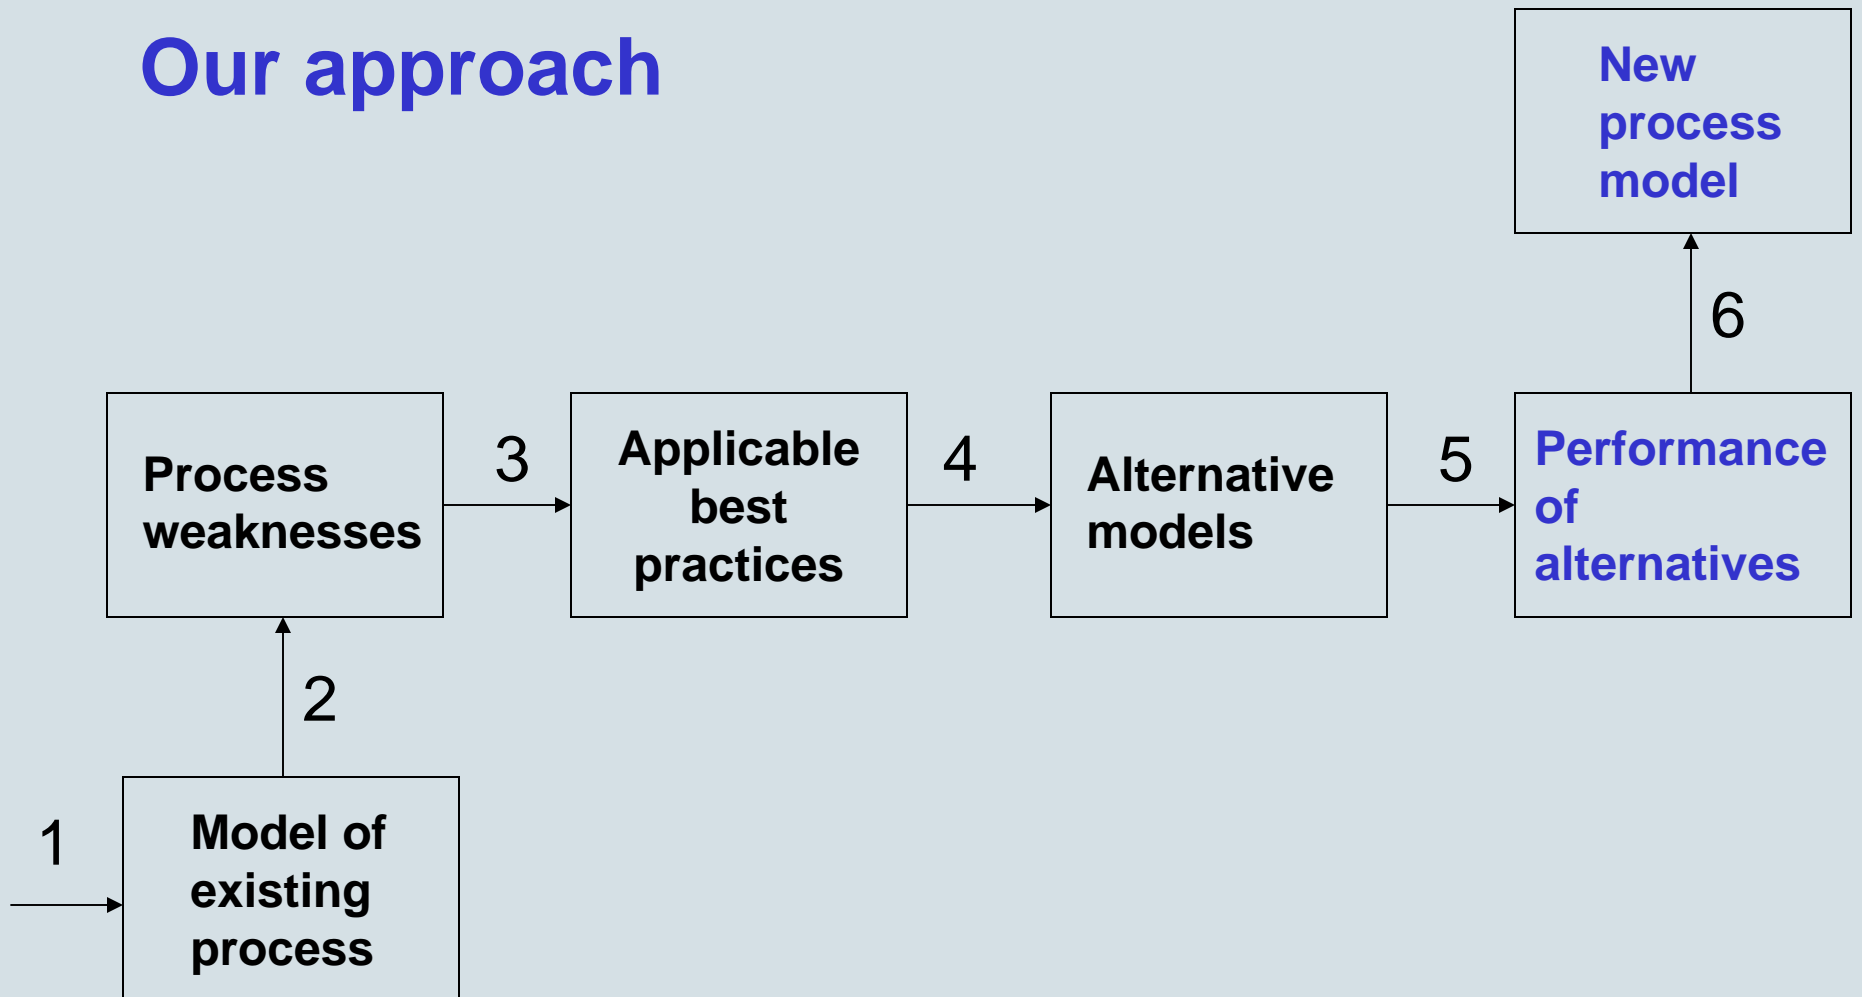 Our approach
New
process
model
6
Process
weaknesses
3
Applicable
best
practices
4
Alternative
models
5
Performance
of
alternatives
2
1
Model of
existing
process